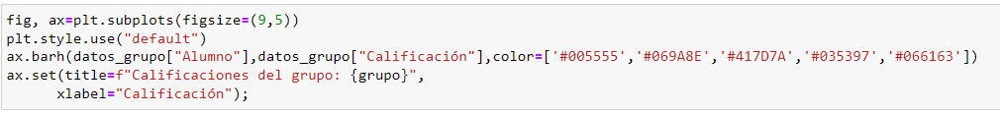 fig, ax=plt.subplots(figsize=(9,5))
plt.style.use("default")
ax.barh(datos_grupo["Alumno"],datos_grupo["Calificación"],color=['#005555','#069A8E','#417D7A','#035397','#066163'])
ax.set(title=f"Calificaciones del grupo: {grupo}",
      xlabel="Calificación");